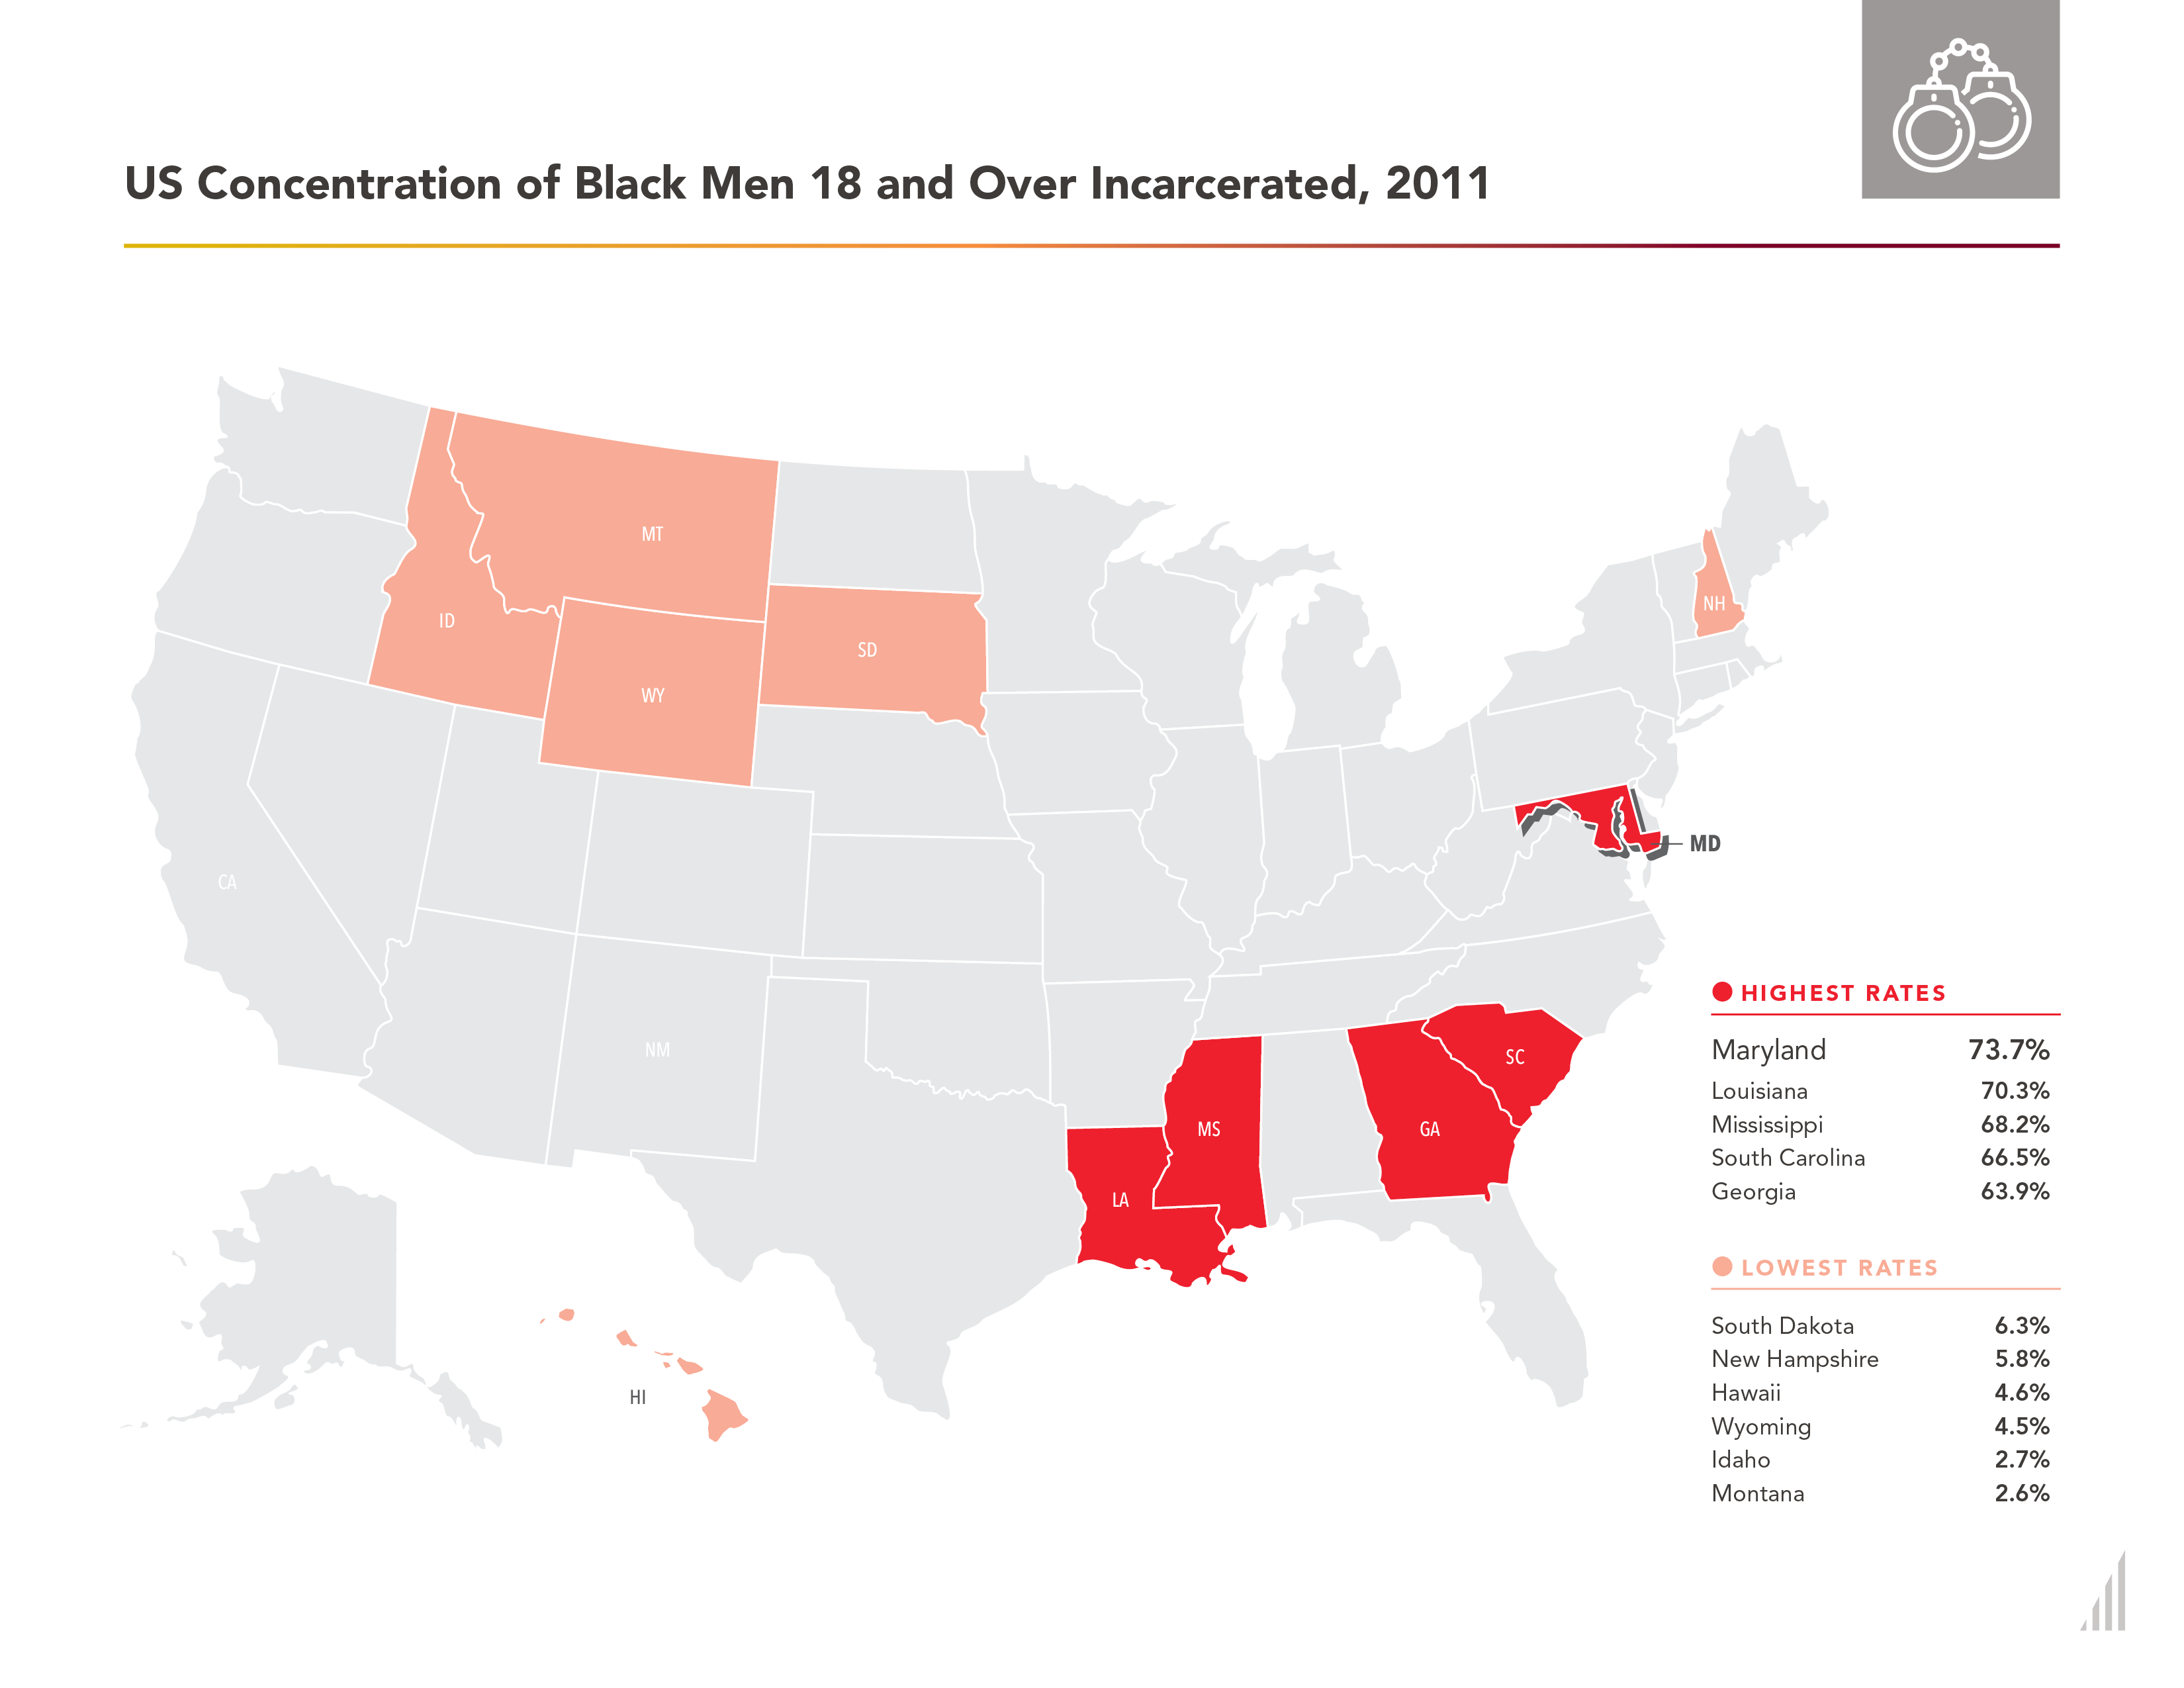 US Concentration of Black Men 18 and Over Incarcerated, 2011
MT
ID
NH
SD
WY
MD
CA
HIGHEST RATES
Maryland 73.7%
Louisiana 70.3%
Mississippi 68.2%
South Carolina 66.5%
Georgia 63.9%
NM
SC
MS
GA
LA
LOWEST RATES
South Dakota 6.3%
New Hampshire 5.8%
Hawaii 4.6%
Wyoming 4.5%
Idaho 2.7%
Montana 2.6%
HI